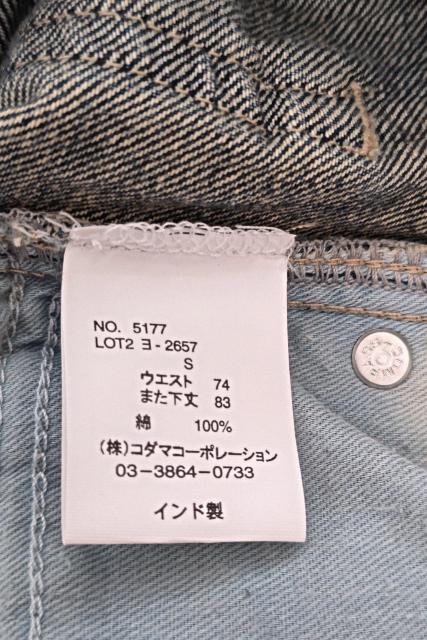 NO. 5177
LOT2 ヨ-2657
S
ウエスト 74
また下丈 83
綿 100%
(株)コダマコーポレーション
03-3864-0733
インド製